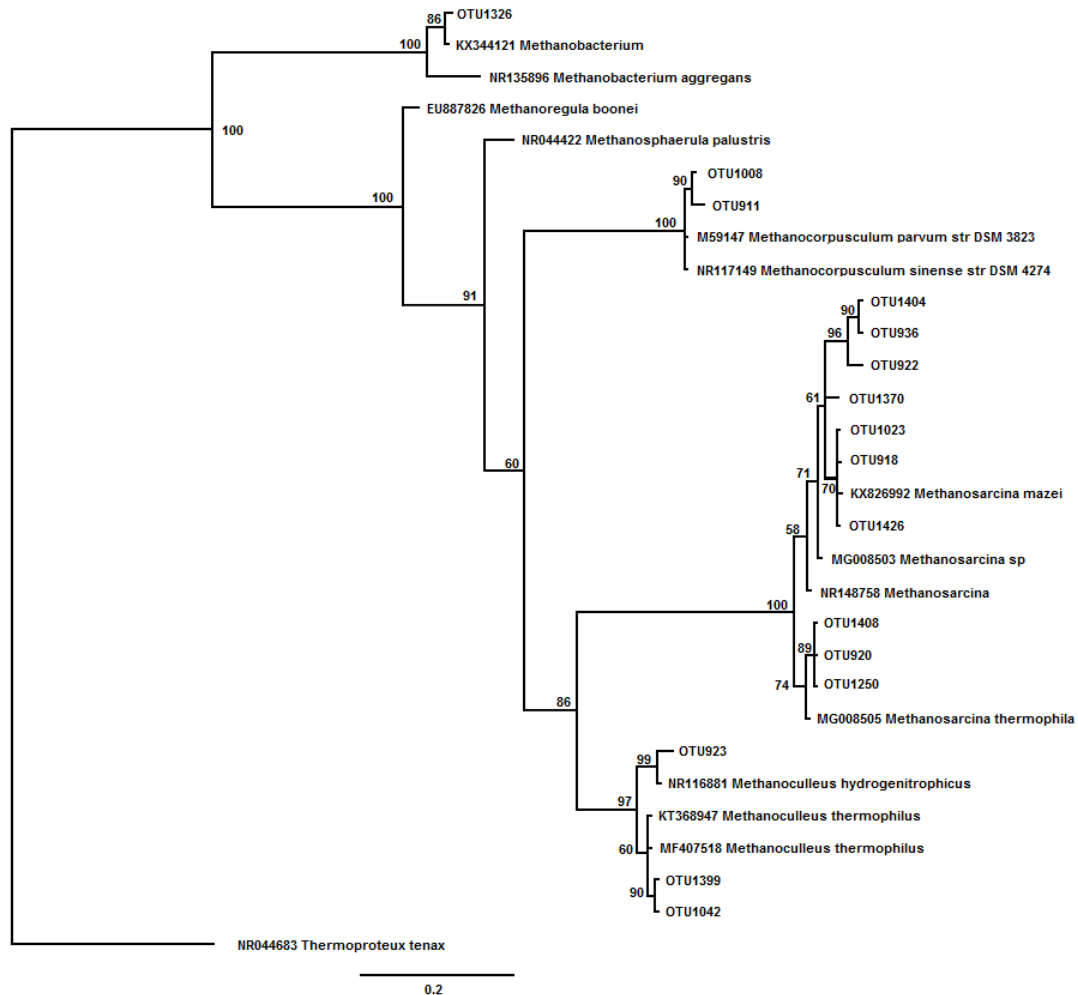 OTU1326
86
KX344121 Methanobacterium
100
NR135896 Methanobacterium aggregans
EU887826 Methanoregula boonei
100
NR044422 Methanosphaerula palustris
OTU1008
90
100
OTU911
100
M59147 Methanocorpusculum parvum str DSM 3823
NR117149 Methanocorpusculum sinense str DSM 4274
91
OTU1404
90
96
OTU936
OTU922
61
OTU1370
OTU1023
60
OTU918
71
70
KX826992 Methanosarcina mazei
58
OTU1426
MG008503 Methanosarcina sp
NR148758 Methanosarcina
100
OTU1408
89
OTU920
74
OTU1250
86
MG008505 Methanosarcina thermophila
OTU923
99
NR116881 Methanoculleus hydrogenitrophicus
97
KT368947 Methanoculleus thermophilus
60
MF407518 Methanoculleus thermophilus
OTU1399
90
OTU1042
NR044683 Thermoproteux tenax
0.2